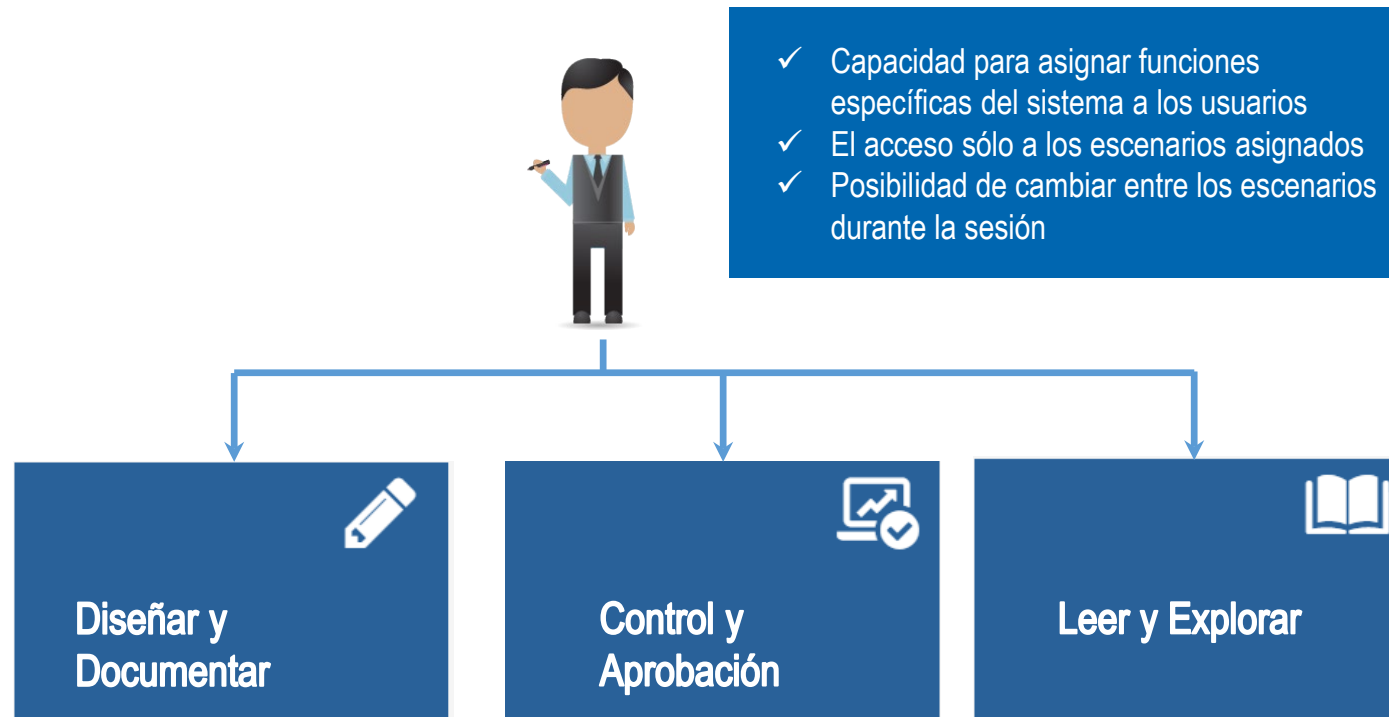 ✓ Capacidad para asignar funciones
específicas del sistema a los usuarios
✓ El acceso sólo a los escenarios asignados
✓ Posibilidad de cambiar entre los escenarios
durante la sesión
Diseñar y
Documentar
Control y
Aprobación
Leer y Explorar